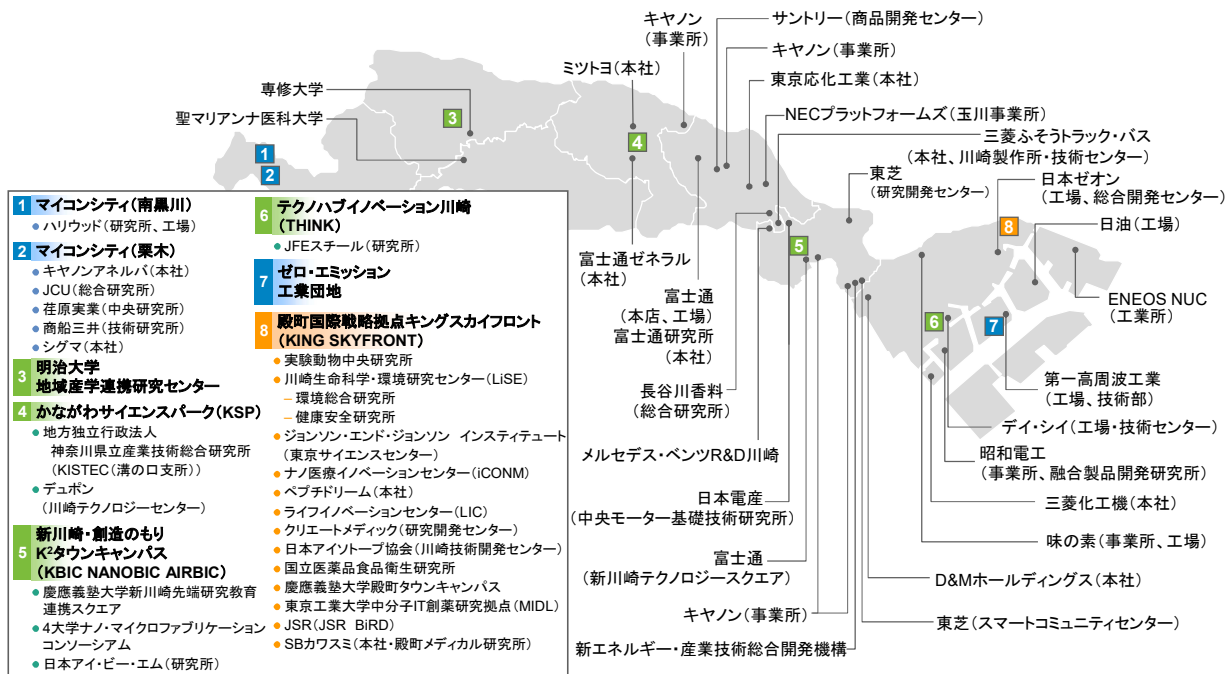 キヤノン
(事業所)
サントリー(商品開発センター)
キヤノン(事業所)
ミツトヨ(本社)
東京応化工業(本社)
専修大学
NECプラットフォームズ(玉川事業所)
聖マリアンナ医科大学
三菱ふそうトラック・バス
(本社、川崎製作所・技術センター)
東芝
(研究開発センター)
日本ゼオン
(工場、総合開発センター)
日油(工場)
ENEOS NUC
(工業所)
3
4
1
2
5
8
6
7
富士通ゼネラル
(本社)
富士通
(本店、工場)
富士通研究所
(本社)
長谷川香料
(総合研究所)
メルセデス・ベンツR&D川崎
日本電産
(中央モーター基礎技術研究所)
富士通
(新川崎テクノロジースクエア)
キヤノン(事業所)
新エネルギー・産業技術総合開発機構
第一高周波工業
(工場、技術部)
デイ・シイ(工場・技術センター)
昭和電工
(事業所、融合製品開発研究所)
三菱化工機(本社)
味の素(事業所、工場)
D&Mホールディングス(本社)
東芝(スマートコミュニティセンター)
1 マイコンシティ(南黒川)
● ハリウッド(研究所、工場)
2 マイコンシティ(栗木)
● キヤノンアネルバ(本社)
● JCU(総合研究所)
● 荏原実業(中央研究所)
● 商船三井(技術研究所)
● シグマ(本社)
3 明治大学
地域産学連携研究センター
4 かながわサイエンスパーク(KSP)
● 地方独立行政法人
神奈川県立産業技術総合研究所
(KISTEC(溝の口支所))
● デュポン
(川崎テクノロジーセンター)
5 新川崎・創造のもり
K²タウンキャンパス
(KBIC NANOBIC AIRBIC)
● 慶應義塾大学新川崎先端研究教育
連携スクエア
● 4大学ナノ・マイクロファブリケーション
コンソーシアム
● 日本アイ・ビー・エム(研究所)
6 テクノハブイノベーション川崎
(THINK)
● JFEスチール(研究所)
7 ゼロ・エミッション
工業団地
8 殿町国際戦略拠点キングスカイフロント
(KING SKYFRONT)
● 実験動物中央研究所
● 川崎生命科学・環境研究センター(LiSE)
– 環境総合研究所
– 健康安全研究所
● ジョンソン・エンド・ジョンソン インスティテュート
(東京サイエンスセンター)
● ナノ医療イノベーションセンター(iCONM)
● ペプチドリーム(本社)
● ライフイノベーションセンター(LIC)
● クリエートメディック(研究開発センター)
● 日本アイソトープ協会(川崎技術開発センター)
● 国立医薬品食品衛生研究所
● 慶應義塾大学殿町タウンキャンパス
● 東京工業大学中分子IT創薬研究拠点(MIDL)
● JSR(JSR BiRD)
● SBカワスミ(本社・殿町メディカル研究所)